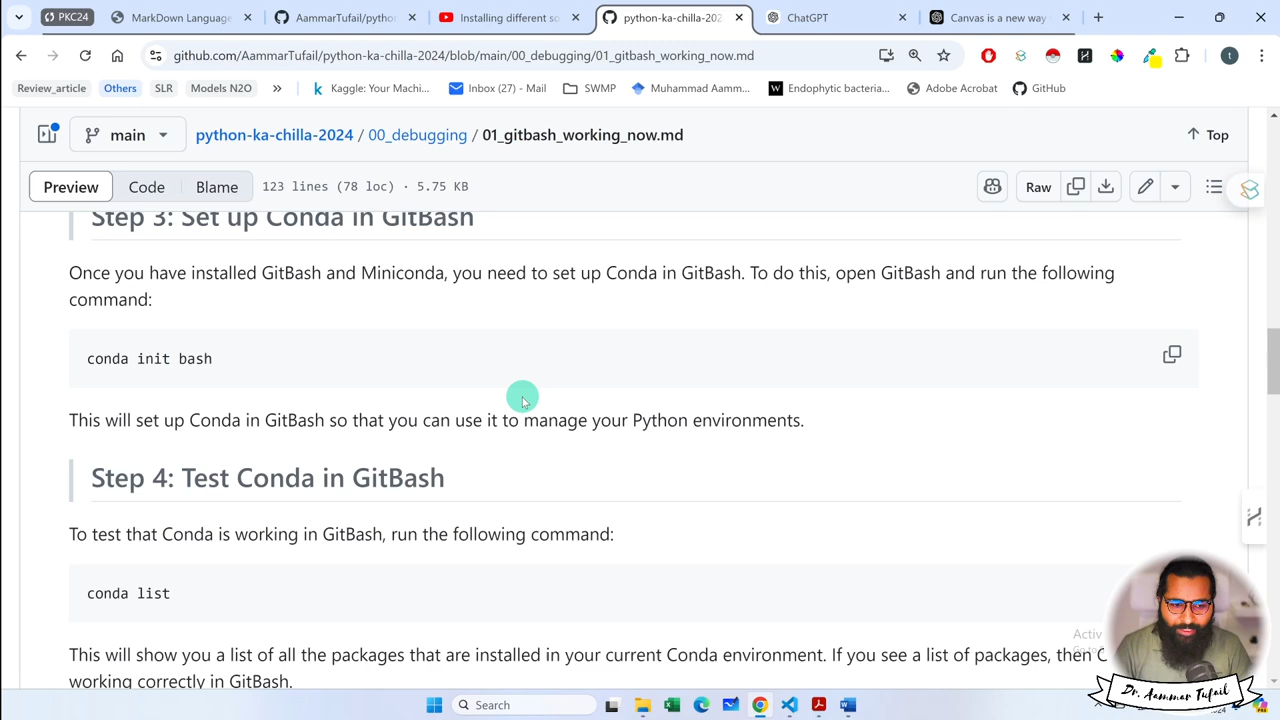 PKC24
MarkDown Language
AammarTufail/pytho
Installing different so
python-ka-chilla-202
ChatGPT
Canvas is a new way
github.com/AammarTufail/python-ka-chilla-2024/blob/main/00_debugging/01_gitbash_working_now.md
t
Review_article
Others
SLR
Models N2O
Kaggle: Your Machi...
Inbox (27) - Mail
SWMP
Muhammad Aamm...
Endophytic bacteria...
Adobe Acrobat
GitHub
main
python-ka-chilla-2024 / 00_debugging / 01_gitbash_working_now.md
Top
Preview
Code
Blame
123 lines (78 loc) · 5.75 KB
Raw
Step 3: Set up Conda in GitBash
Once you have installed GitBash and Miniconda, you need to set up Conda in GitBash. To do this, open GitBash and run the following
command:
conda init bash
This will set up Conda in GitBash so that you can use it to manage your Python environments.
Step 4: Test Conda in GitBash
To test that Conda is working in GitBash, run the following command:
conda list
Activ
This will show you a list of all the packages that are installed in your current Conda environment. If you see a list of packages, then C
working correctly in GitBash.
Dr. Aammar Tufail
Search